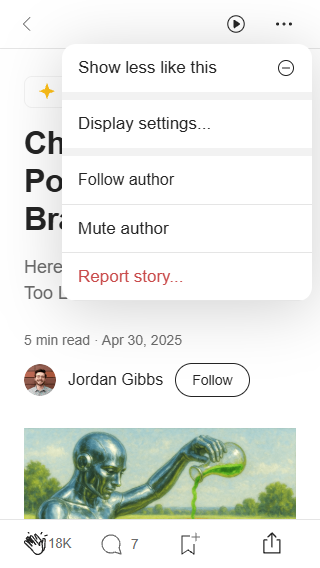 Show less like this
Display settings...
Follow author
Mute author
Report story...
Ch
Po
Bra
Here
Too L
5 min read · Apr 30, 2025
Jordan Gibbs
Follow
18K
7